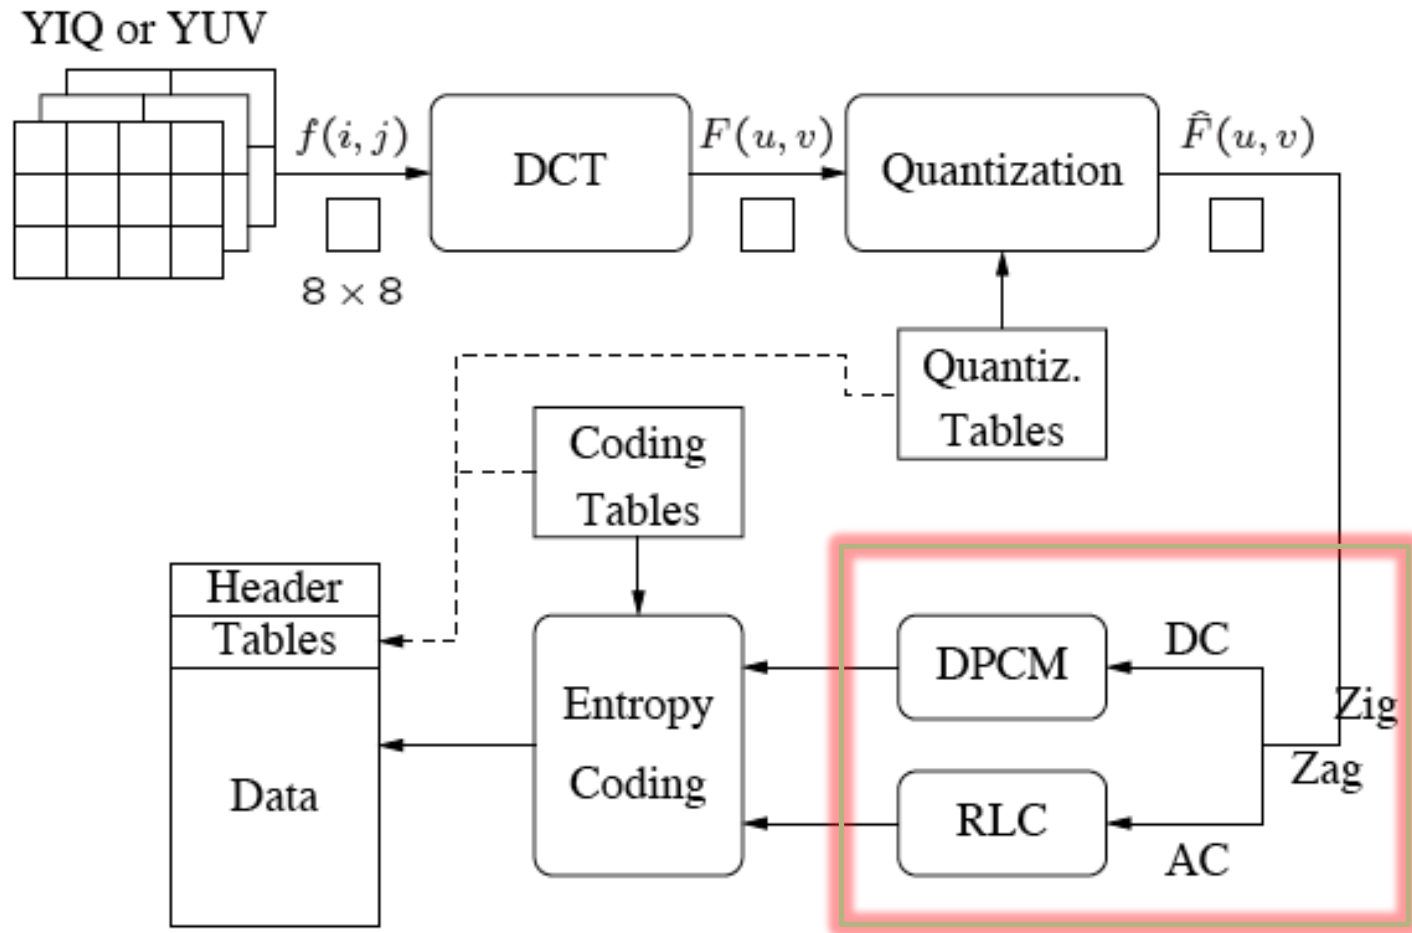 YIQ or YUV
f(i, j)
8 × 8
DCT
F(u, v)
Quantization
F̂(u, v)
Quantiz.
Tables
Coding
Tables
Header
Tables
Data
Entropy
Coding
DPCM
DC
RLC
AC
Zig
Zag